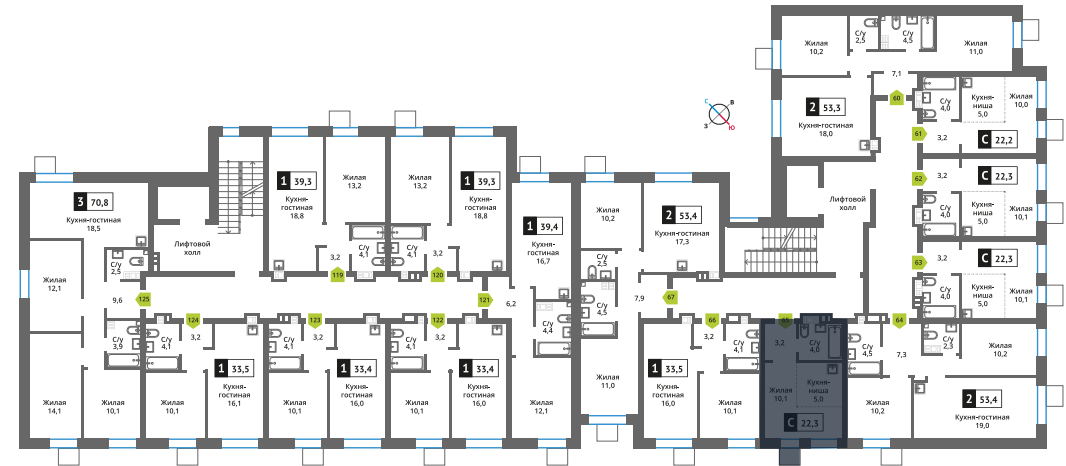 Жилая
10,2
С/у
2,5
С/у
4,5
Жилая
11,0
7,1
60
2 53,3
Кухня-гостиная
18,0
С/у
4,0
Кухня-
ниша
5,0
Жилая
10,0
61
3,2
С 22,2
С
В
З
Ю
62
3,2
С 22,3
С/у
4,0
Кухня-
ниша
5,0
Жилая
10,1
Лифтовой
холл
63
3,2
С 22,3
С/у
4,0
Кухня-
ниша
5,0
Жилая
10,1
3 70,8
Кухня-гостиная
18,5
Лифтовой
холл
1 39,3
Кухня-
гостиная
18,8
Жилая
13,2
Жилая
13,2
1 39,3
Кухня-
гостиная
18,8
3,2
С/у
4,1
С/у
4,1
3,2
1 39,4
Кухня-
гостиная
16,7
Жилая
10,2
2 53,4
Кухня-гостиная
17,3
С/у
2,5
Жилая
12,1
9,6
125
119
120
121
6,2
С/у
2,5
С/у
4,5
7,9
67
С/у
3,9
124
3,2
С/у
4,1
123
3,2
С/у
4,1
122
3,2
С/у
4,1
С/у
4,4
66
3,2
С/у
4,1
65
3,2
С/у
4,0
64
С/у
4,5
7,3
С/у
2,3
Жилая
10,2
Жилая
14,1
Жилая
10,1
Жилая
10,1
1 33,5
Кухня-
гостиная
16,1
Жилая
10,1
1 33,4
Кухня-
гостиная
16,0
Жилая
10,1
1 33,4
Кухня-
гостиная
16,0
Жилая
12,1
Жилая
11,0
1 33,5
Кухня-
гостиная
16,0
Жилая
10,1
Жилая
10,1
Кухня-
ниша
5,0
С 22,3
Жилая
10,2
2 53,4
Кухня-гостиная
19,0